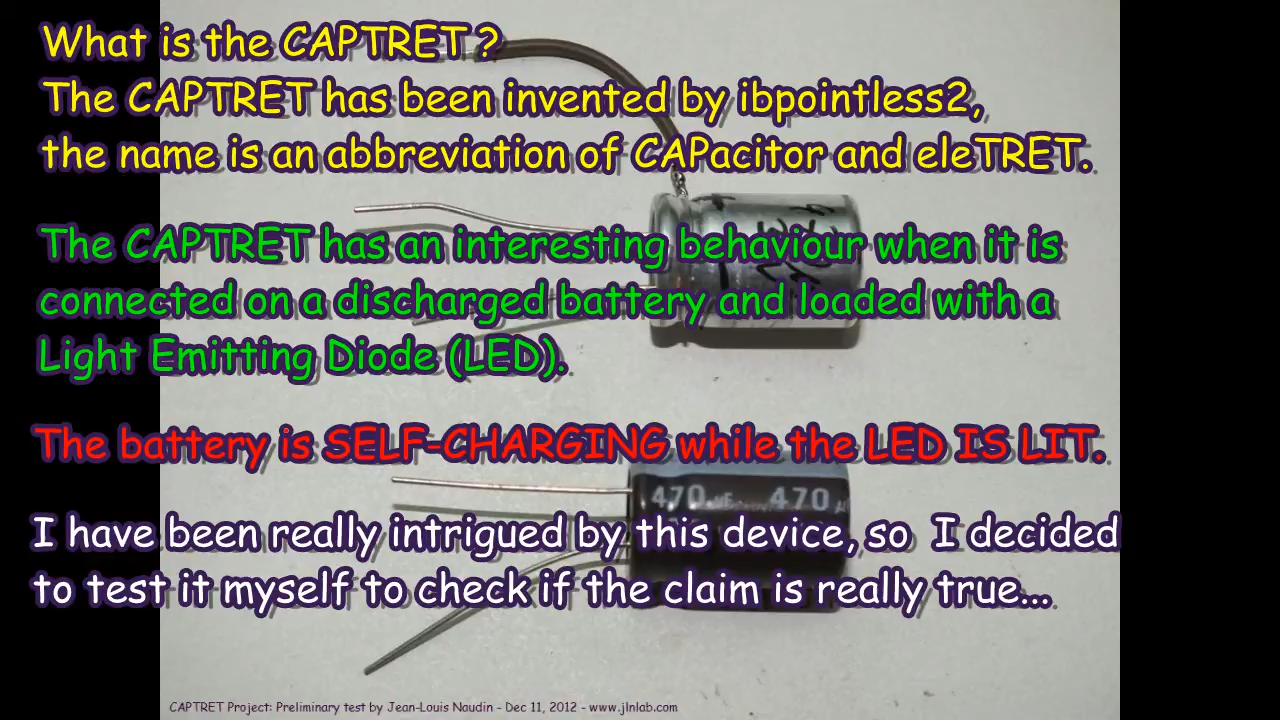 What is the CAPTRET ?
The CAPTRET has been invented by ibpointless2,
the name is an abbreviation of CAPacitor and eleTRET.
The CAPTRET has an interesting behaviour when it is
connected on a discharged battery and loaded with a
Light Emitting Diode (LED).
The battery is SELF-CHARGING while the LED IS LIT.
470 µF 470 µ
I have been really intrigued by this device, so I decided
to test it myself to check if the claim is really true...
CAPTRET Project: Preliminary test by Jean-Louis Naudin - Dec 11, 2012 - www.jlnlab.com